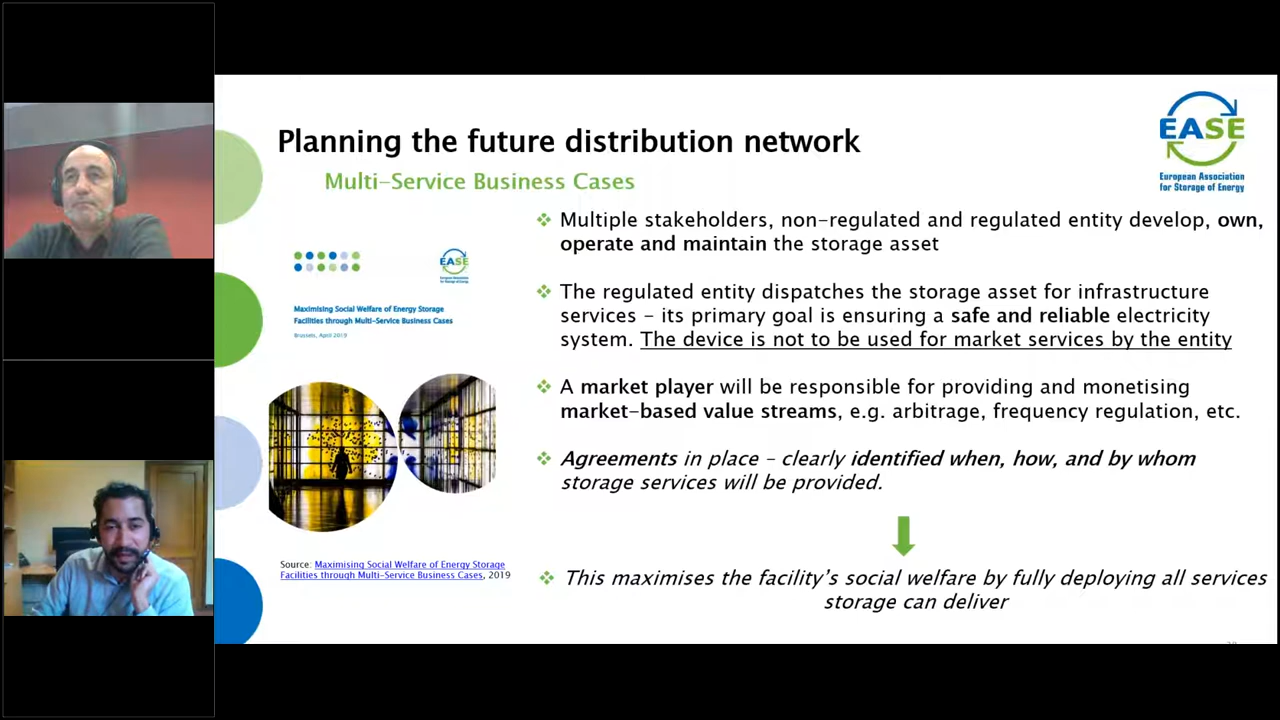 Planning the future distribution network
Multi-Service Business Cases
EASE
European Association
for Storage of Energy
❖ Multiple stakeholders, non-regulated and regulated entity develop, own,
operate and maintain the storage asset
❖ The regulated entity dispatches the storage asset for infrastructure
services – its primary goal is ensuring a safe and reliable electricity
system. The device is not to be used for market services by the entity
❖ A market player will be responsible for providing and monetising
market-based value streams, e.g. arbitrage, frequency regulation, etc.
❖ Agreements in place – clearly identified when, how, and by whom
storage services will be provided.
❖ This maximises the facility's social welfare by fully deploying all services
storage can deliver
EASE
Maximising Social Welfare of Energy Storage
Facilities through Multi-Service Business Cases
Brussels, April 2019
Source: Maximising Social Welfare of Energy Storage
Facilities through Multi-Service Business Cases, 2019